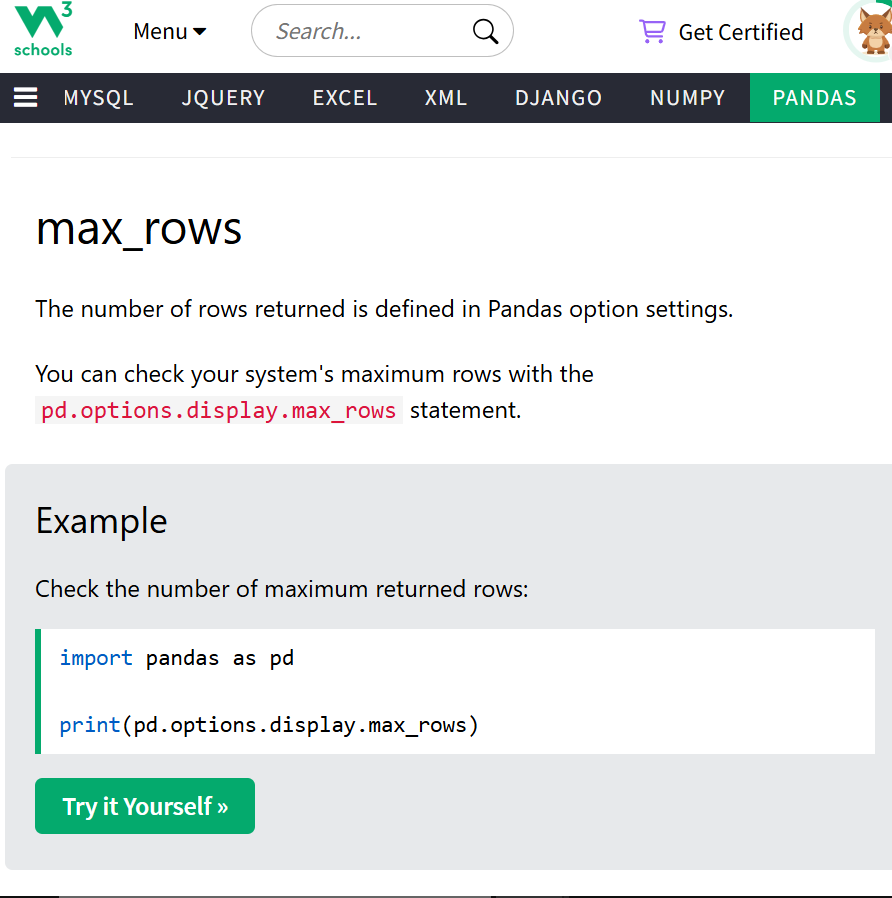 3
schools
Menu
Search...
Get Certified
MYSQL JQUERY EXCEL XML DJANGO NUMPY PANDAS
max_rows
The number of rows returned is defined in Pandas option settings.
You can check your system's maximum rows with the
pd.options.display.max_rows statement.
Example
Check the number of maximum returned rows:
import pandas as pd
print(pd.options.display.max_rows)
Try it Yourself »